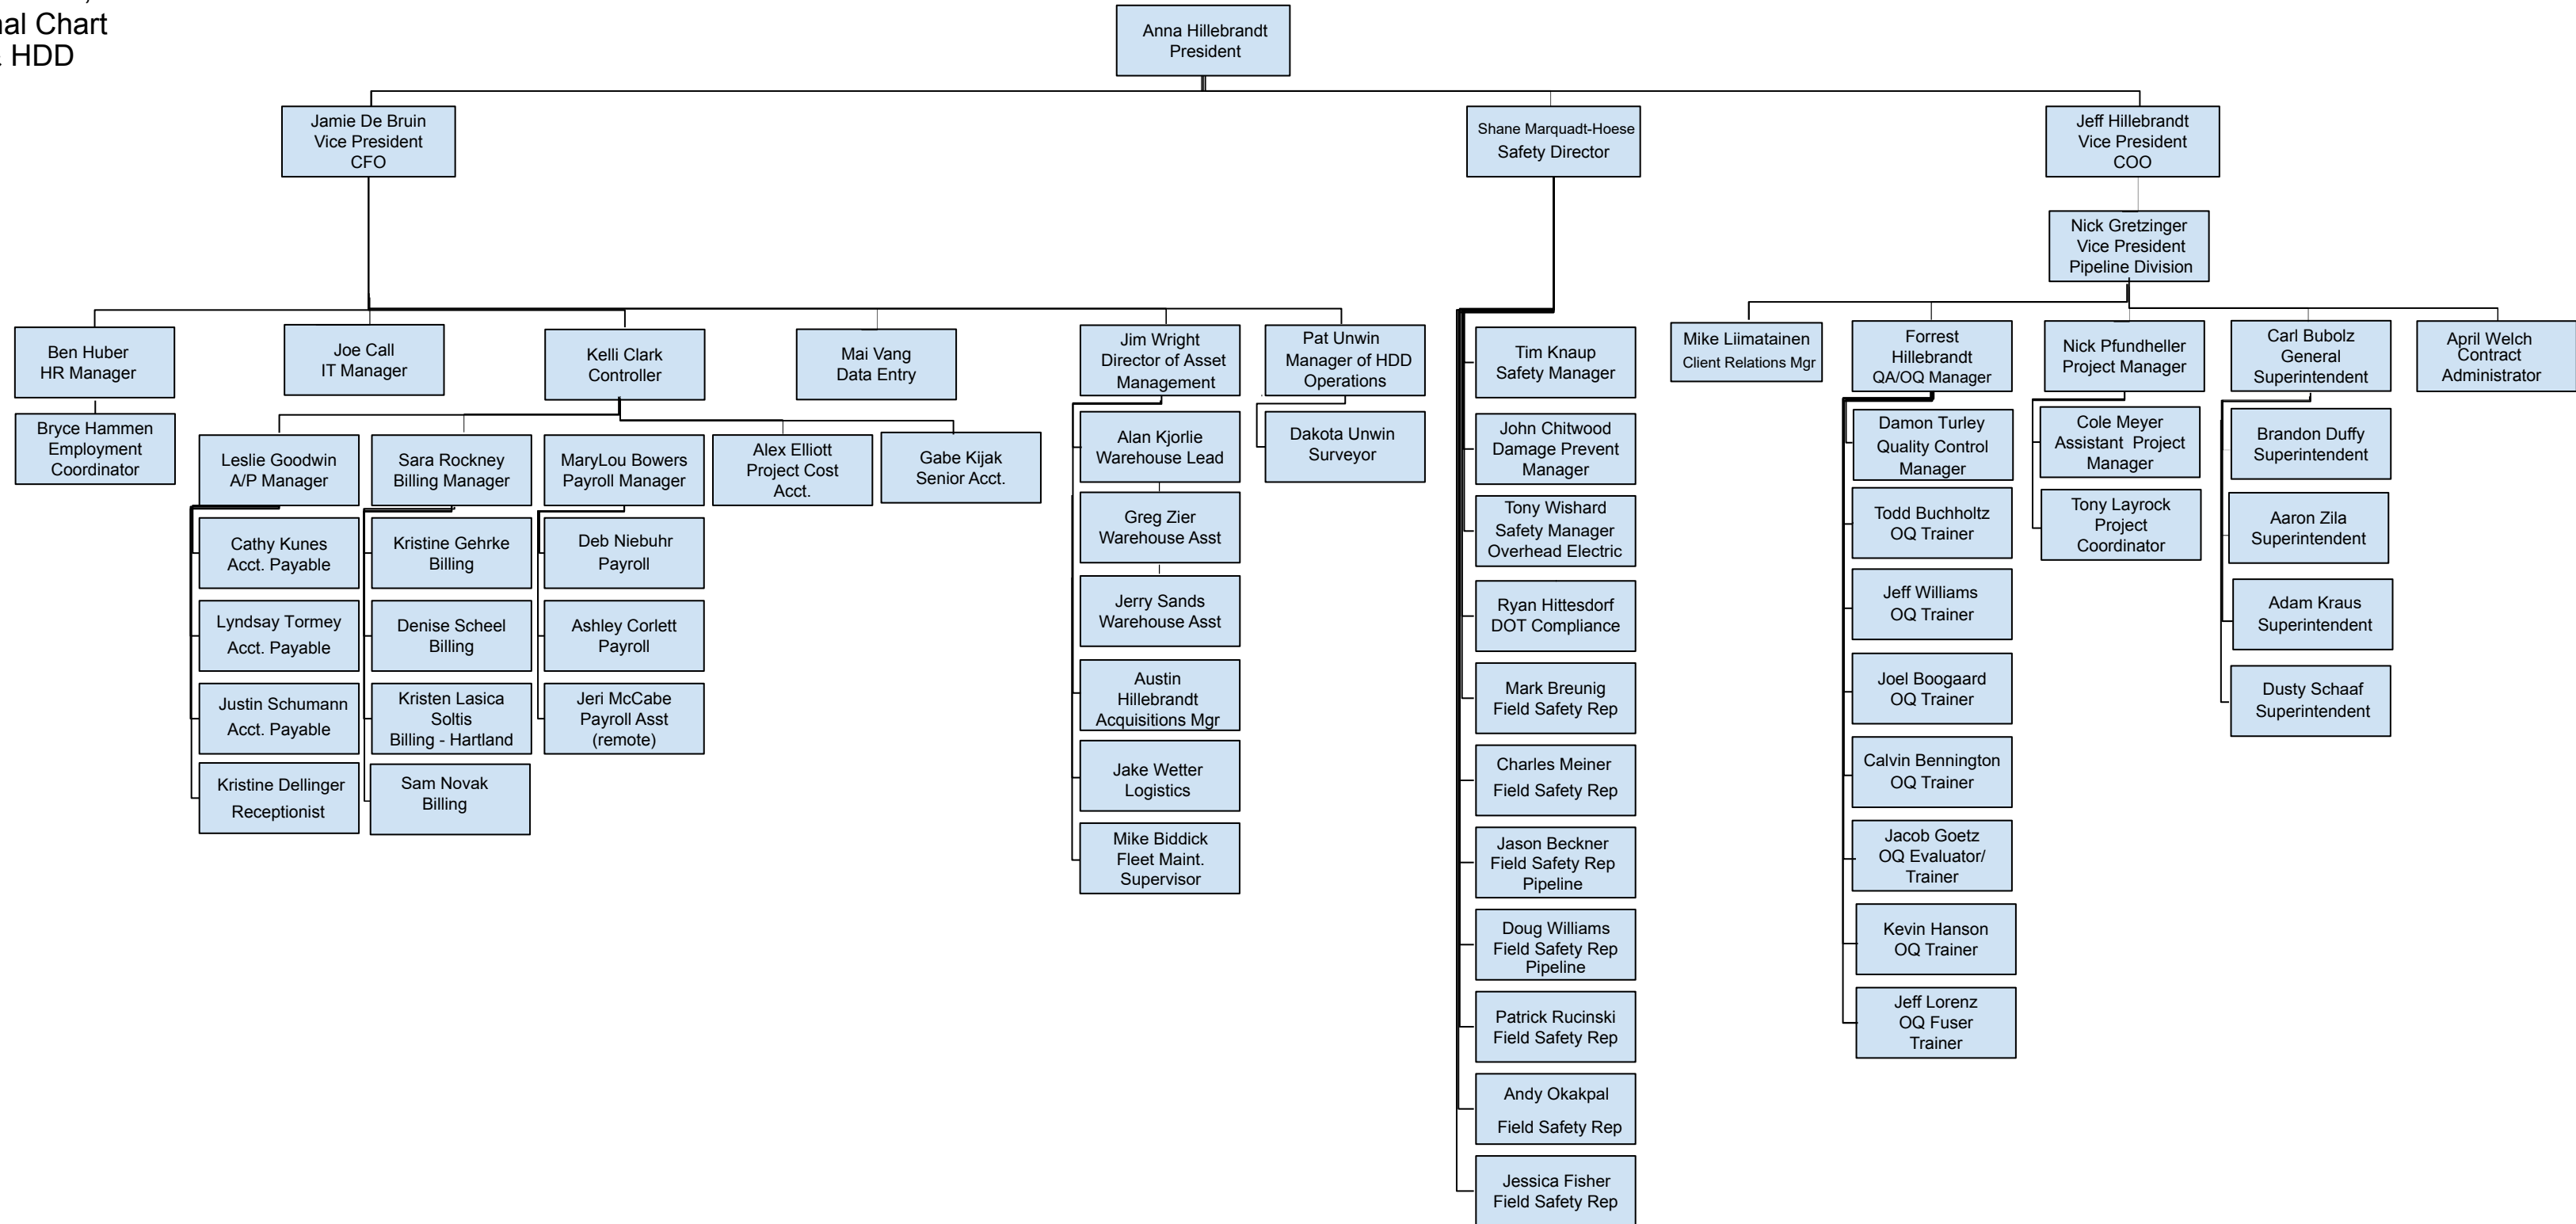 nal Chart
HDD
Anna Hillebrandt
President
Jamie De Bruin
Vice President
CFO
Shane Marquadt-Hoese
Safety Director
Jeff Hillebrandt
Vice President
COO
Nick Gretzinger
Vice President
Pipeline Division
Ben Huber
HR Manager
Bryce Hammen
Employment
Coordinator
Joe Call
IT Manager
Kelli Clark
Controller
Leslie Goodwin
A/P Manager
Cathy Kunes
Acct. Payable
Lyndsay Tormey
Acct. Payable
Justin Schumann
Acct. Payable
Kristine Dellinger
Receptionist
Sara Rockney
Billing Manager
Kristine Gehrke
Billing
Denise Scheel
Billing
Kristen Lasica
Soltis
Billing - Hartland
Sam Novak
Billing
MaryLou Bowers
Payroll Manager
Deb Niebuhr
Payroll
Ashley Corlett
Payroll
Jeri McCabe
Payroll Asst
(remote)
Alex Elliott
Project Cost
Acct.
Gabe Kijak
Senior Acct.
Mai Vang
Data Entry
Jim Wright
Director of Asset
Management
Alan Kjorlie
Warehouse Lead
Greg Zier
Warehouse Asst
Jerry Sands
Warehouse Asst
Austin
Hillebrandt
Acquisitions Mgr
Jake Wetter
Logistics
Mike Biddick
Fleet Maint.
Supervisor
Pat Unwin
Manager of HDD
Operations
Dakota Unwin
Surveyor
Tim Knaup
Safety Manager
John Chitwood
Damage Prevent
Manager
Tony Wishard
Safety Manager
Overhead Electric
Ryan Hittesdorf
DOT Compliance
Mark Breunig
Field Safety Rep
Charles Meiner
Field Safety Rep
Jason Beckner
Field Safety Rep
Pipeline
Doug Williams
Field Safety Rep
Pipeline
Patrick Rucinski
Field Safety Rep
Andy Okakpal
Field Safety Rep
Jessica Fisher
Field Safety Rep
Mike Liimatainen
Client Relations Mgr
Forrest
Hillebrandt
QA/OQ Manager
Damon Turley
Quality Control
Manager
Todd Buchholtz
OQ Trainer
Jeff Williams
OQ Trainer
Joel Boogaard
OQ Trainer
Calvin Bennington
OQ Trainer
Jacob Goetz
OQ Evaluator/
Trainer
Kevin Hanson
OQ Trainer
Jeff Lorenz
OQ Fuser
Trainer
Nick Pfundheller
Project Manager
Cole Meyer
Assistant Project
Manager
Tony Layrock
Project
Coordinator
Carl Bubolz
General
Superintendent
Brandon Duffy
Superintendent
Aaron Zila
Superintendent
Adam Kraus
Superintendent
Dusty Schaaf
Superintendent
April Welch
Contract
Administrator